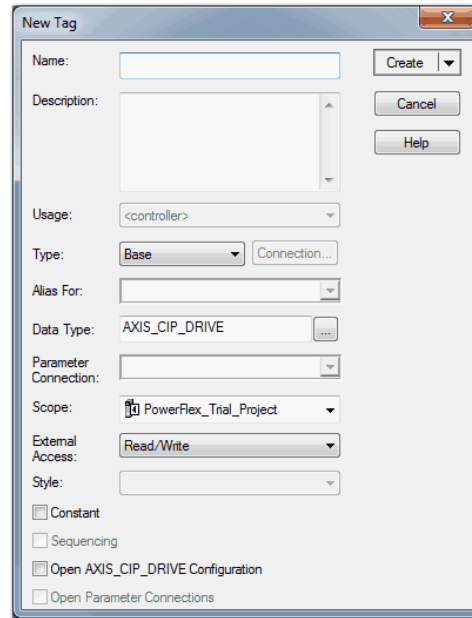 New Tag
Name:
Create
Description:
Cancel
Help
Usage:
<controller>
Type:
Base
Connection...
Alias For:
Data Type:
AXIS_CIP_DRIVE
...
Parameter
Connection:
Scope:
PowerFlex_Trial_Project
External
Access:
Read/Write
Style:
Constant
Sequencing
Open AXIS_CIP_DRIVE Configuration
Open Parameter Connections